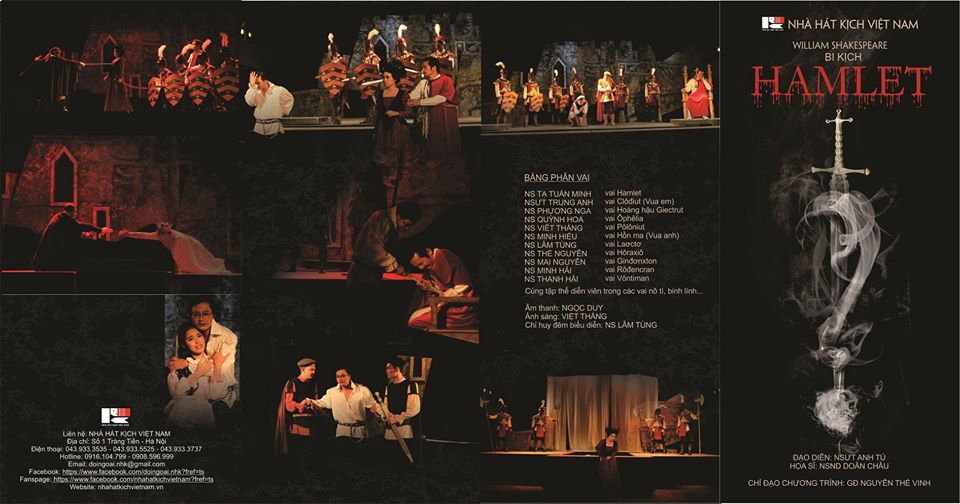 NHÀ HÁT KỊCH VIỆT NAM
WILLIAM SHAKESPEARE
BI KỊCH
HAMLET
ĐẠO DIỄN: NSƯT ANH TÚ
HỌA SĨ: NSND DOÃN CHÂU
CHỈ ĐẠO CHƯƠNG TRÌNH: GĐ NGUYỄN THẾ VINH
BẢNG PHÂN VAI
NS TẠ TUẤN MINH vai Hamlet
NSƯT TRUNG ANH vai Clôđiut (Vua em)
NS PHƯƠNG NGA vai Hoàng hậu Giectrut
NS QUỲNH HOA vai Ôphêlia
NS VIẾT THẮNG vai Pôlôniut
NS MINH HIẾU vai Hồn ma (Vua anh)
NS LÂM TÙNG vai Laơctơ
NS THẾ NGUYÊN vai Hôraxiô
NS MAI NGUYÊN vai Ginđơnxtơn
NS MINH HẢI vai Rôđencran
NS THANH HẢI vai Vôntiman
Cùng tập thể diễn viên trong các vai nô tì, binh lính...
Âm thanh: NGỌC DUY
Ánh sáng: VIỆT THẮNG
Chỉ huy đêm biểu diễn: NS LÂM TÙNG
Liên hệ: NHÀ HÁT KỊCH VIỆT NAM
Địa chỉ: Số 1 Tràng Tiền - Hà Nội
Điện thoại: 043.933.3535 - 043.933.5525 - 043.933.3737
Hotline: 0916.104.799 - 0908.596.999
Email: doingoai.nhk@gmail.com
Facebook: https://www.facebook.com/doingoai.nhk?fref=ts
Fanspage: https://www.facebook.com/nhahatkichvietnam?fref=ts
Website: nhahatkichvietnam.vn